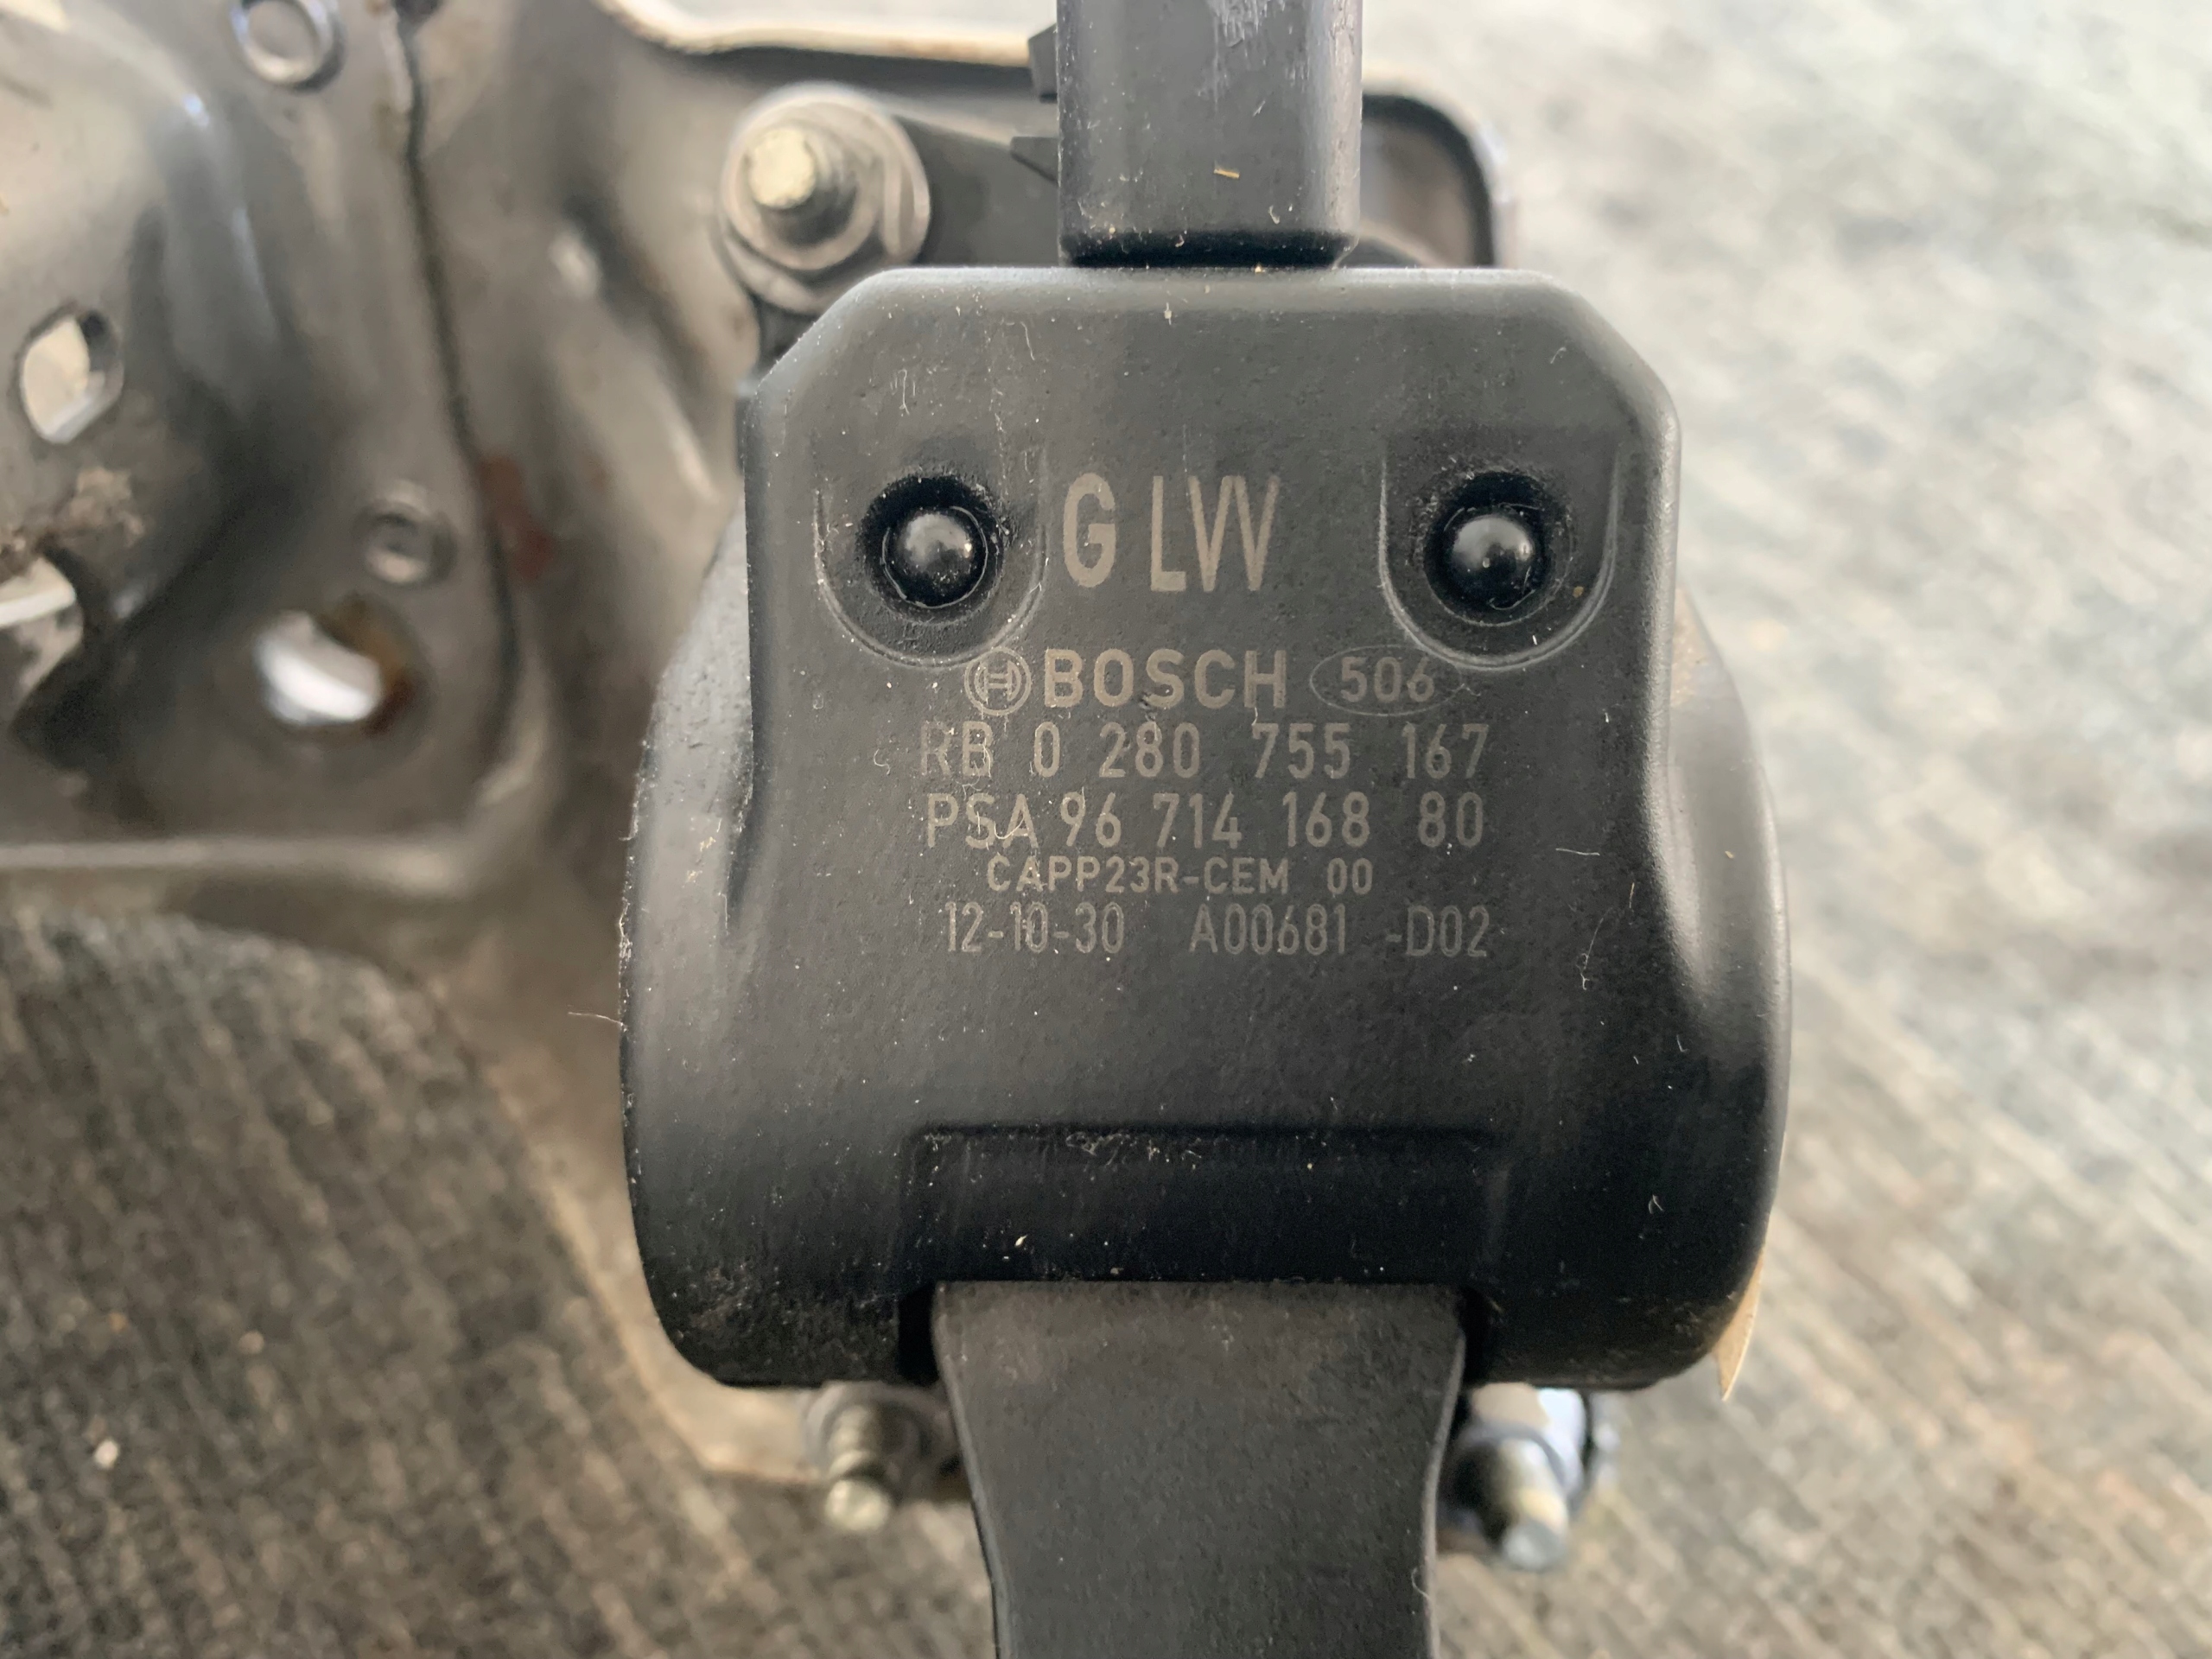 G LW
BOSCH 506
RB 0 280 755 167
PSA 96 714 168 80
CAPP23R-CEM 00
12-10-30 A00681 -D02